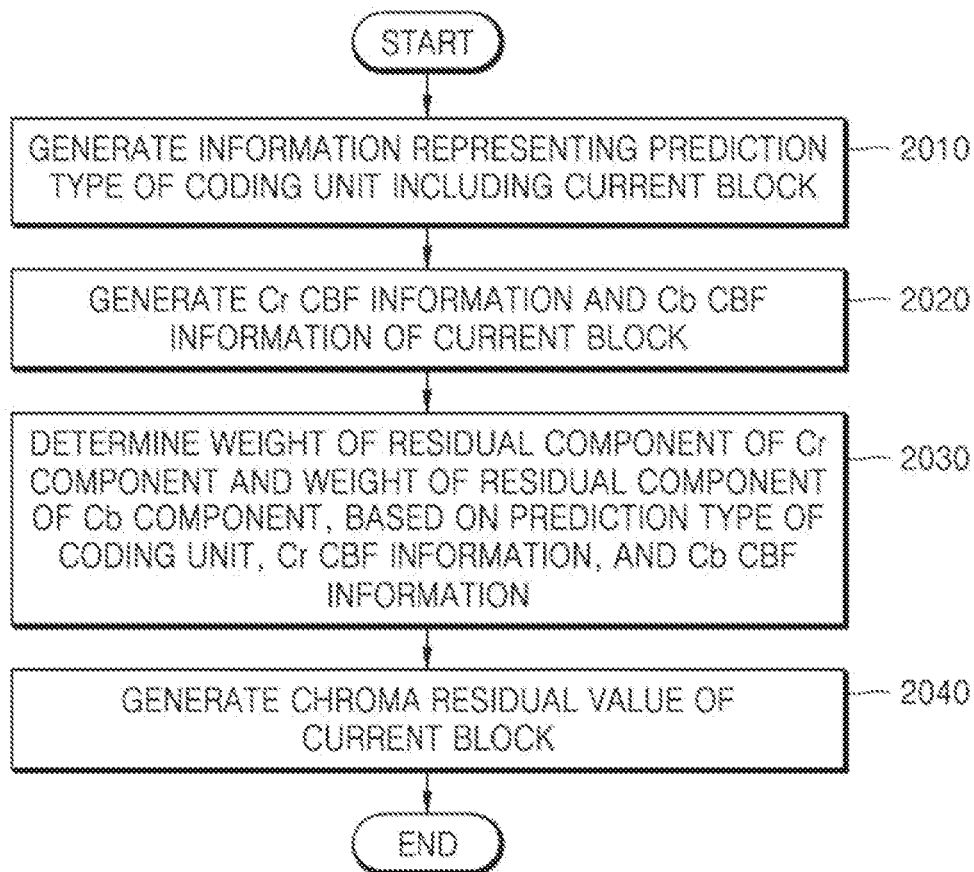 START
GENERATE INFORMATION REPRESENTING PREDICTION
TYPE OF CODING UNIT INCLUDING CURRENT BLOCK
2010
GENERATE Cr CBF INFORMATION AND Cb CBF
INFORMATION OF CURRENT BLOCK
2020
DETERMINE WEIGHT OF RESIDUAL COMPONENT OF Cr
COMPONENT AND WEIGHT OF RESIDUAL COMPONENT
OF Cb COMPONENT, BASED ON PREDICTION TYPE OF
CODING UNIT, Cr CBF INFORMATION, AND Cb CBF
INFORMATION
2030
GENERATE CHROMA RESIDUAL VALUE OF
CURRENT BLOCK
2040
END